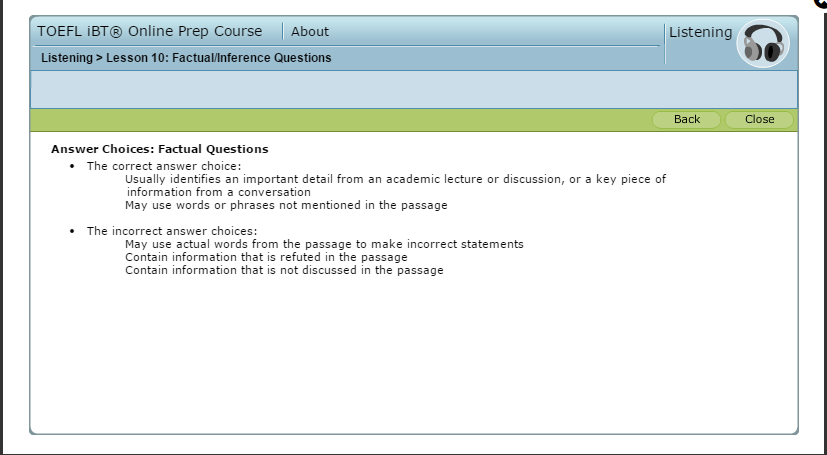 TOEFL iBT® Online Prep Course About Listening
Listening > Lesson 10: Factual/Inference Questions
Back Close
Answer Choices: Factual Questions
• The correct answer choice:
Usually identifies an important detail from an academic lecture or discussion, or a key piece of
information from a conversation
May use words or phrases not mentioned in the passage
• The incorrect answer choices:
May use actual words from the passage to make incorrect statements
Contain information that is refuted in the passage
Contain information that is not discussed in the passage